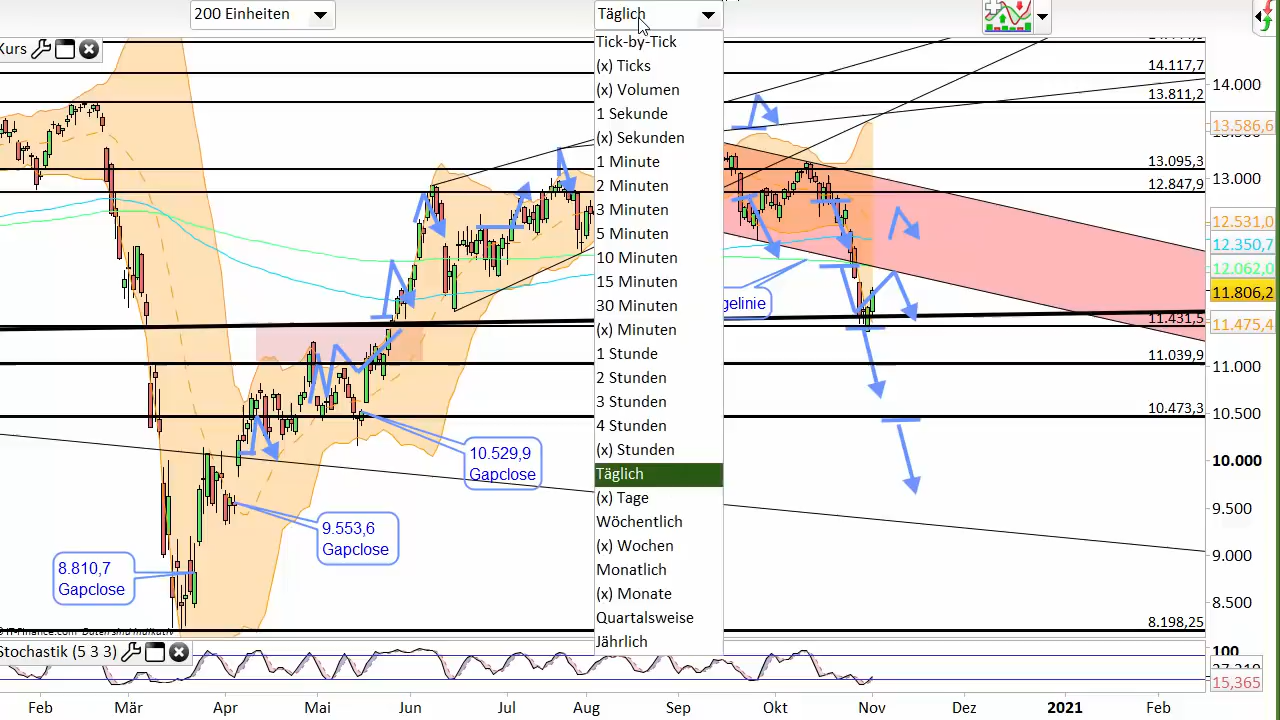 200 Einheiten
Täglich
Kurs
Tick-by-Tick
(x) Ticks
(x) Volumen
1 Sekunde
(x) Sekunden
1 Minute
2 Minuten
3 Minuten
5 Minuten
10 Minuten
15 Minuten
30 Minuten
(x) Minuten
1 Stunde
2 Stunden
3 Stunden
4 Stunden
(x) Stunden
Täglich
(x) Tage
Wöchentlich
(x) Wochen
Monatlich
(x) Monate
Quartalsweise
Jährlich
14.117,7
13.811,2
13.095,3
12.847,9
11.431,5
11.039,9
10.473,3
8.198,25
14.000
13.586,6
13.000
12.531,0
12.350,7
12.062,0
11.806,2
11.475,4
11.000
10.500
10.000
9.500
9.000
8.500
gelinie
10.529,9
Gapclose
9.553,6
Gapclose
8.810,7
Gapclose
© IT-Finance.com Daten sind indikativ
Stochastik (5 3 3)
100
15,365
Feb
Mär
Apr
Mai
Jun
Jul
Aug
Sep
Okt
Nov
Dez
2021
Feb